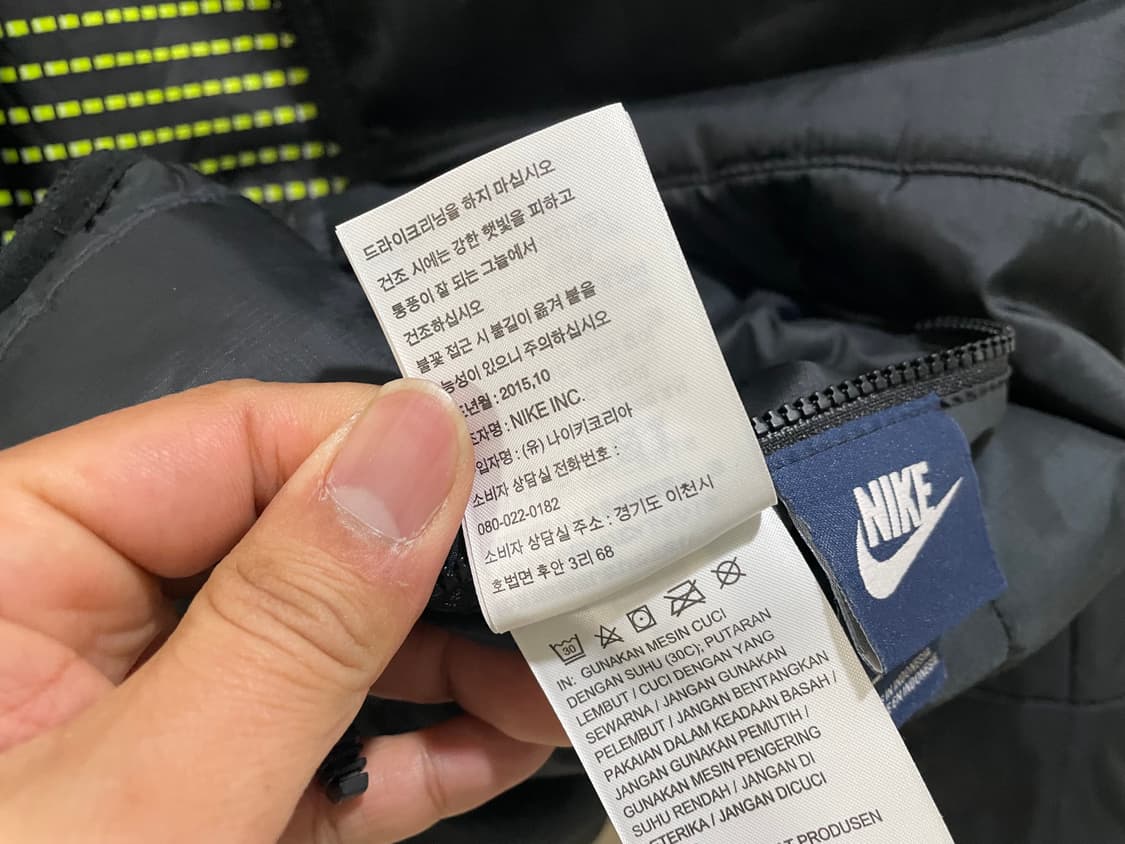 드라이크리닝을 하지 마십시오
건조 시에는 강한 햇빛을 피하고
통풍이 잘 되는 그늘에서
건조하십시오
불꽃 접근 시 불길이 옮겨 붙을
능성이 있으니 주의하십시오
년월 : 2015,10
자명 : NIKE INC.
입자명 : (유) 나이키코리아
소비자 상담실 전화번호 :
080-022-0182
소비자 상담실 주소 : 경기도 이천시
호법면 후안 3리 68
30
IN: GUNAKAN MESIN CUCI
DENGAN SUHU (30C); PUTARAN
LEMBUT / CUCI DENGAN YANG
SEWARNA / JANGAN GUNAKAN
PELEMBUT / JANGAN BENTANGKAN
PAKAIAN DALAM KEADAAN BASAH /
JANGAN GUNAKAN PEMUTIH /
GUNAKAN MESIN PENGERING
SUHU RENDAH / JANGAN DI
ETERIKA / JANGAN DICUCI
PRODUSEN
NIKE
IN INDONESIA
EN INDONESIA